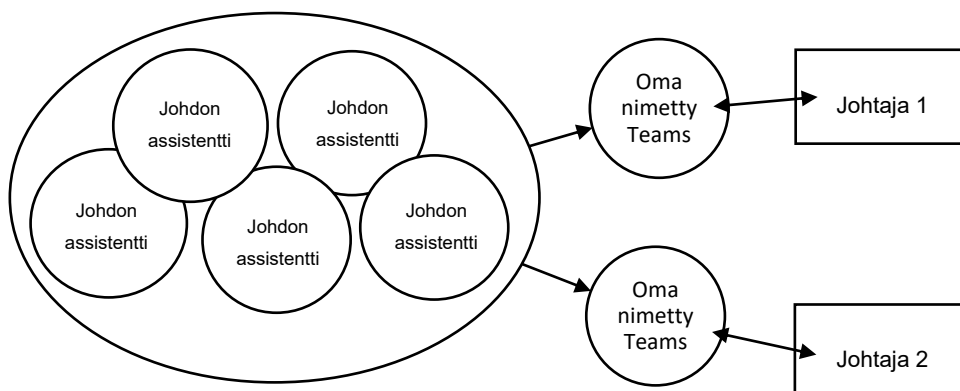 Johdon
assistentti
Johdon
assistentti
Johdon
assistentti
Johdon
assistentti
Johdon
assistentti
Oma
nimetty
Teams
Johtaja 1
Oma
nimetty
Teams
Johtaja 2